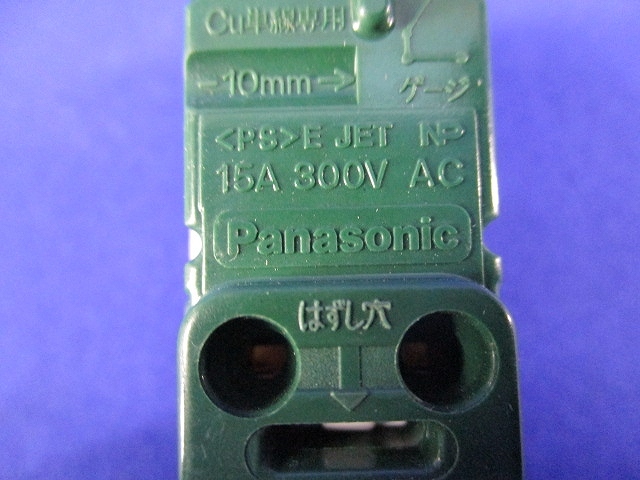 Cu単線専用
10mm
ゲージ
<PS>E JET NP
15A 300V AC
Panasonic
はずし穴